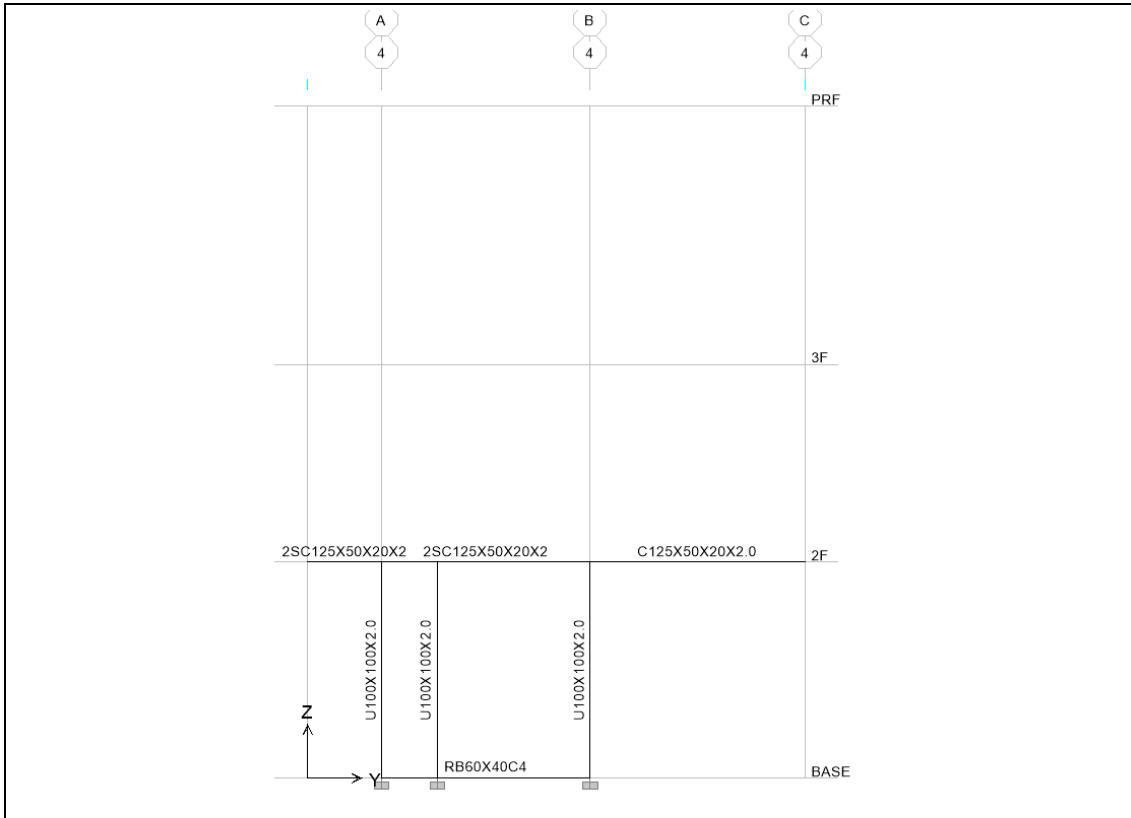 A
B
C
4
4
4
PRF
3F
2SC125X50X20X2
2SC125X50X20X2
C125X50X20X2.0
2F
U100X100X2.0
U100X100X2.0
U100X100X2.0
Z
Y
RB60X40C4
BASE